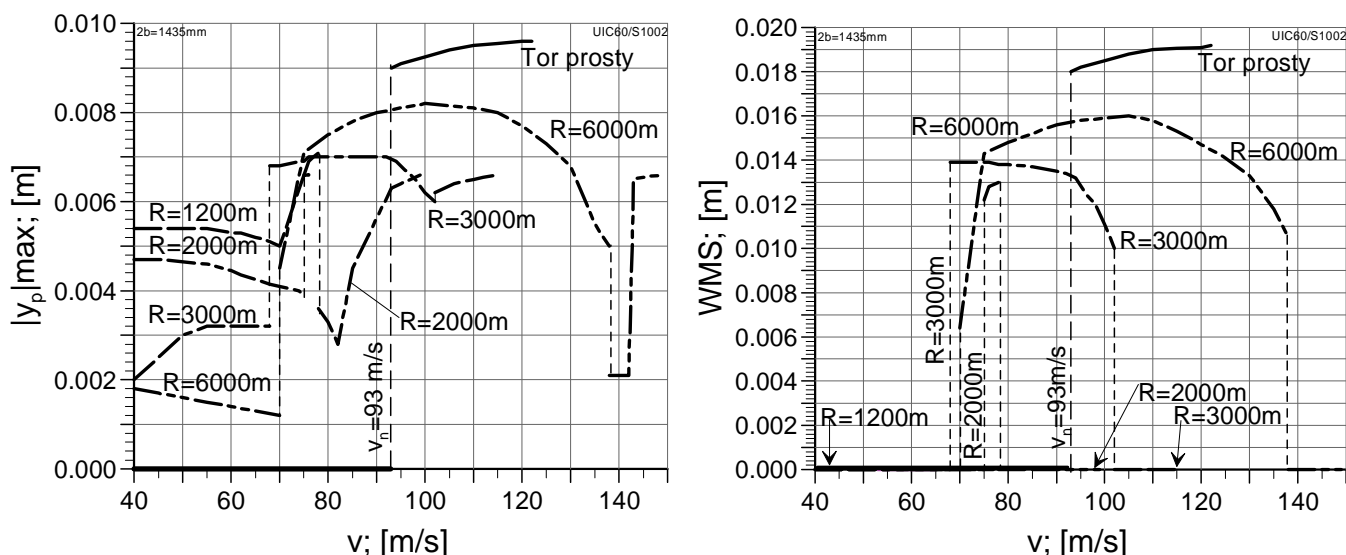 2b=1435mm
UIC60/S1002
Tor prosty
R=6000m
R=1200m
R=2000m
R=3000m
R=3000m
R=2000m
R=6000m
v_n=93 m/s
0.010
0.008
0.006
0.004
0.002
0.000
40 60 80 100 120 140
|y_p|max; [m]
v; [m/s]
2b=1435mm
UIC60/S1002
Tor prosty
R=6000m
R=6000m
R=3000m
R=3000m
R=2000m
v_n=93m/s
R=2000m
R=1200m
R=3000m
0.020
0.018
0.016
0.014
0.012
0.010
0.008
0.006
0.004
0.002
0.000
40 60 80 100 120 140
WMS; [m]
v; [m/s]